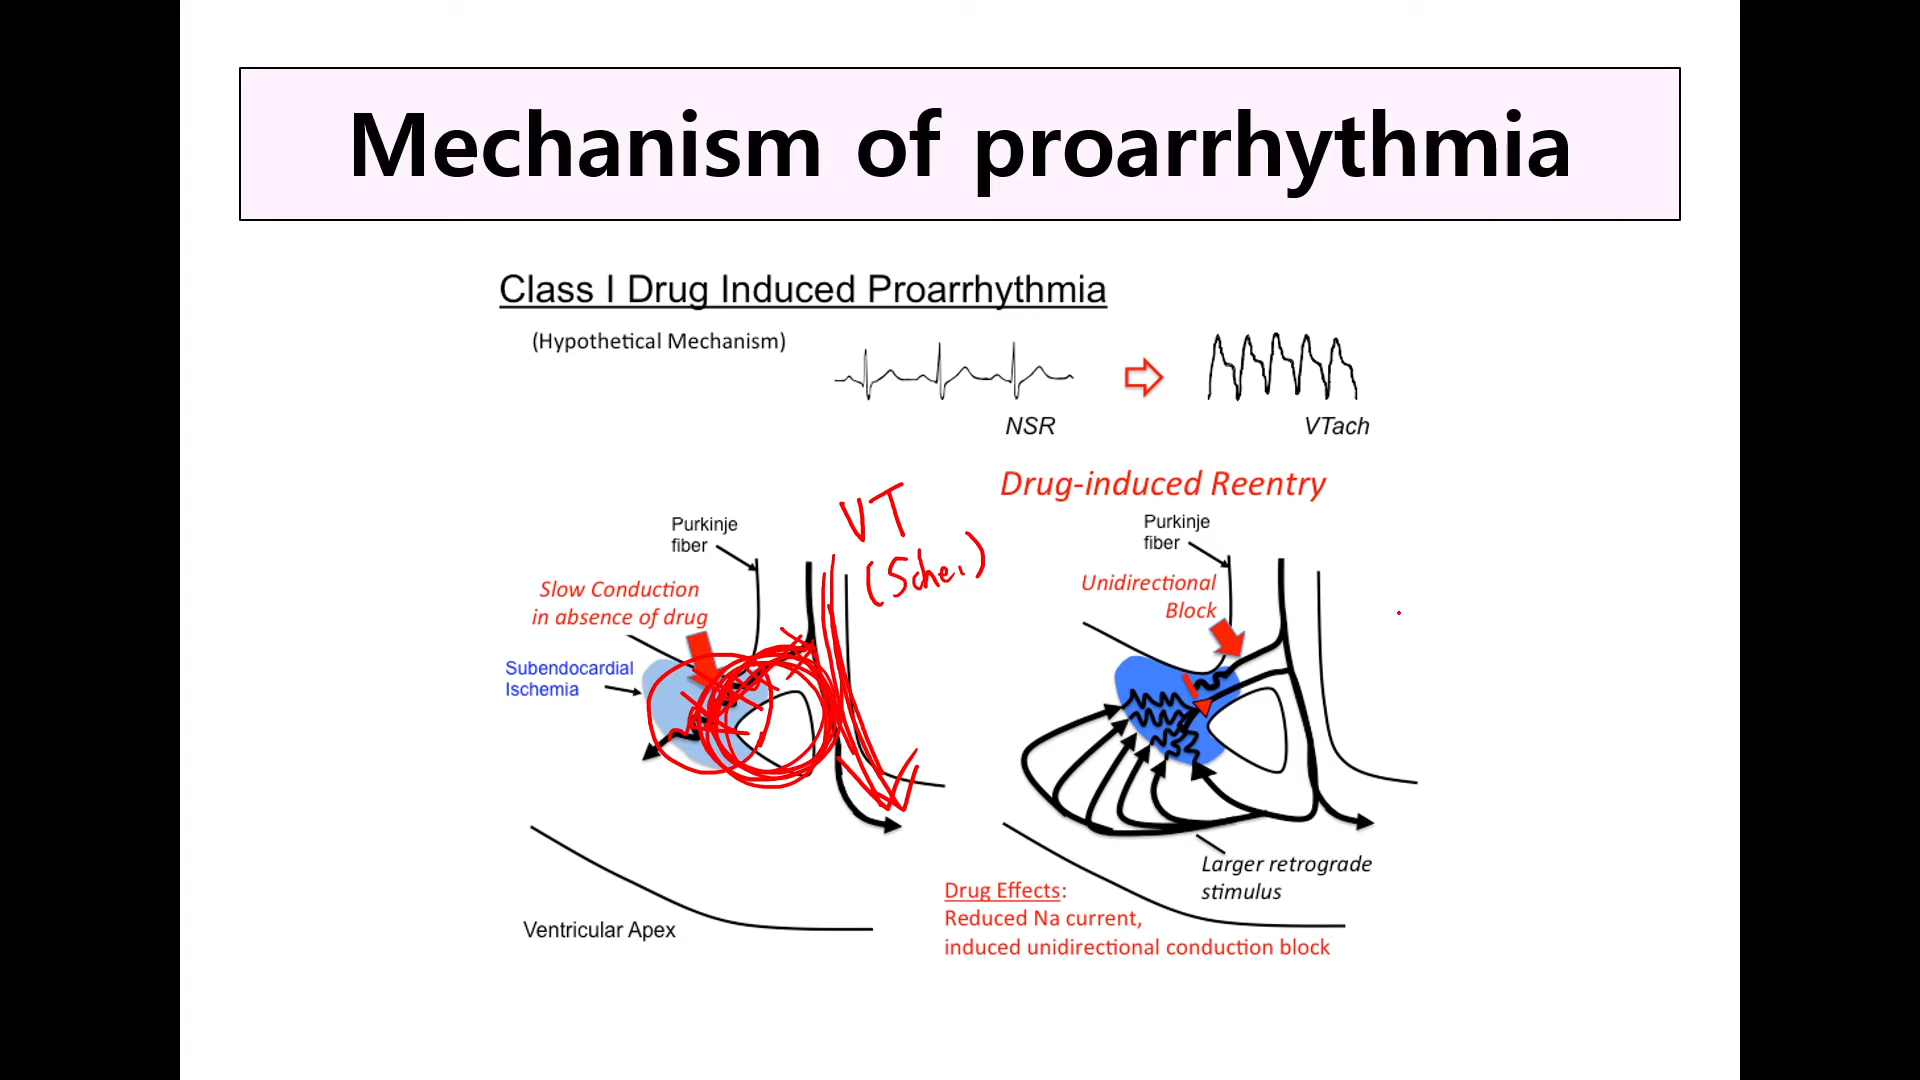 Mechanism of proarrhythmia
Class I Drug Induced Proarrhythmia
(Hypothetical Mechanism)
NSR
VTach
Drug-induced Reentry
VT
Purkinje
fiber
Slow Conduction
in absence of drug
Subendocardial
Ischemia
Ventricular Apex
Purkinje
fiber
Unidirectional
Block
Larger retrograde
stimulus
Drug Effects:
Reduced Na current,
induced unidirectional conduction block